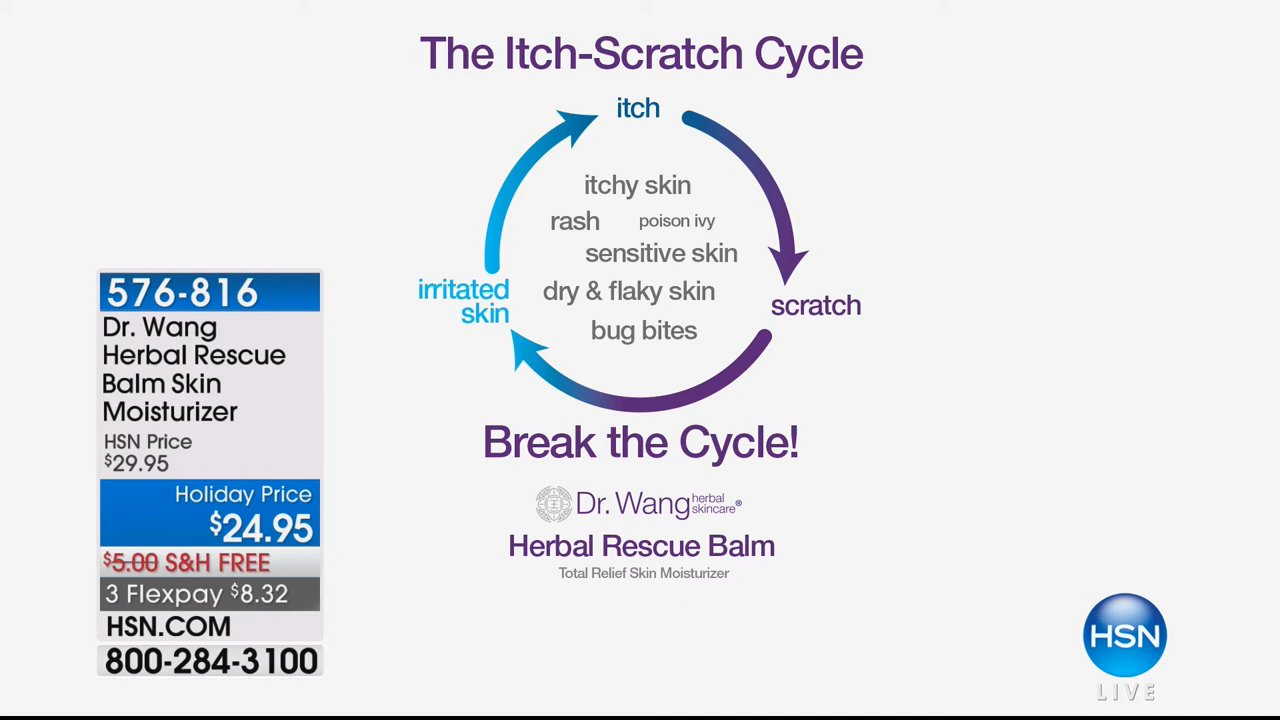 The Itch-Scratch Cycle
itch
itchy skin
rash poison ivy
sensitive skin
irritated
skin
dry & flaky skin
scratch
bug bites
Break the Cycle!
Dr. Wang herbal
skincare®
Herbal Rescue Balm
Total Relief Skin Moisturizer
576-816
Dr. Wang
Herbal Rescue
Balm Skin
Moisturizer
HSN Price
$29.95
Holiday Price
$24.95
$5.00 S&H FREE
3 Flexpay $8.32
HSN.COM
800-284-3100
HSN
LIVE